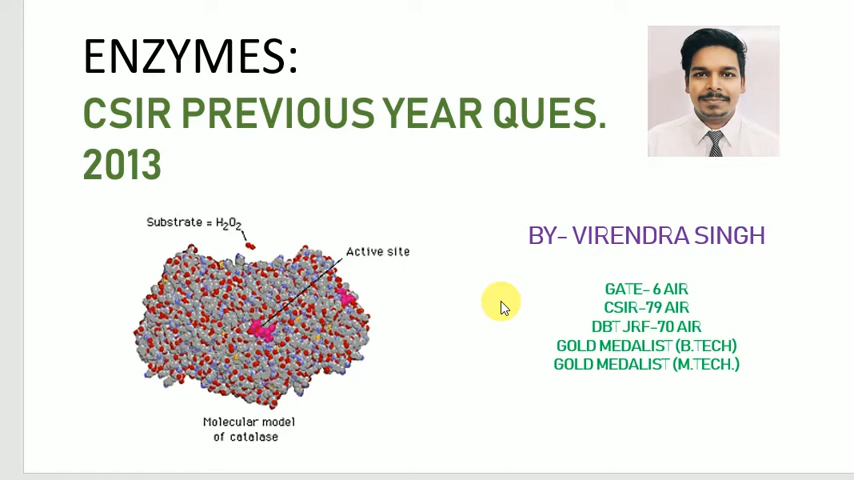 ENZYMES:
CSIR PREVIOUS YEAR QUES.
2013
Substrate = H₂O₂
Active site
Molecular model
of catalase
BY- VIRENDRA SINGH
GATE- 6 AIR
CSIR-79 AIR
DBT JRF-70 AIR
GOLD MEDALIST (B.TECH)
GOLD MEDALIST (M.TECH.)